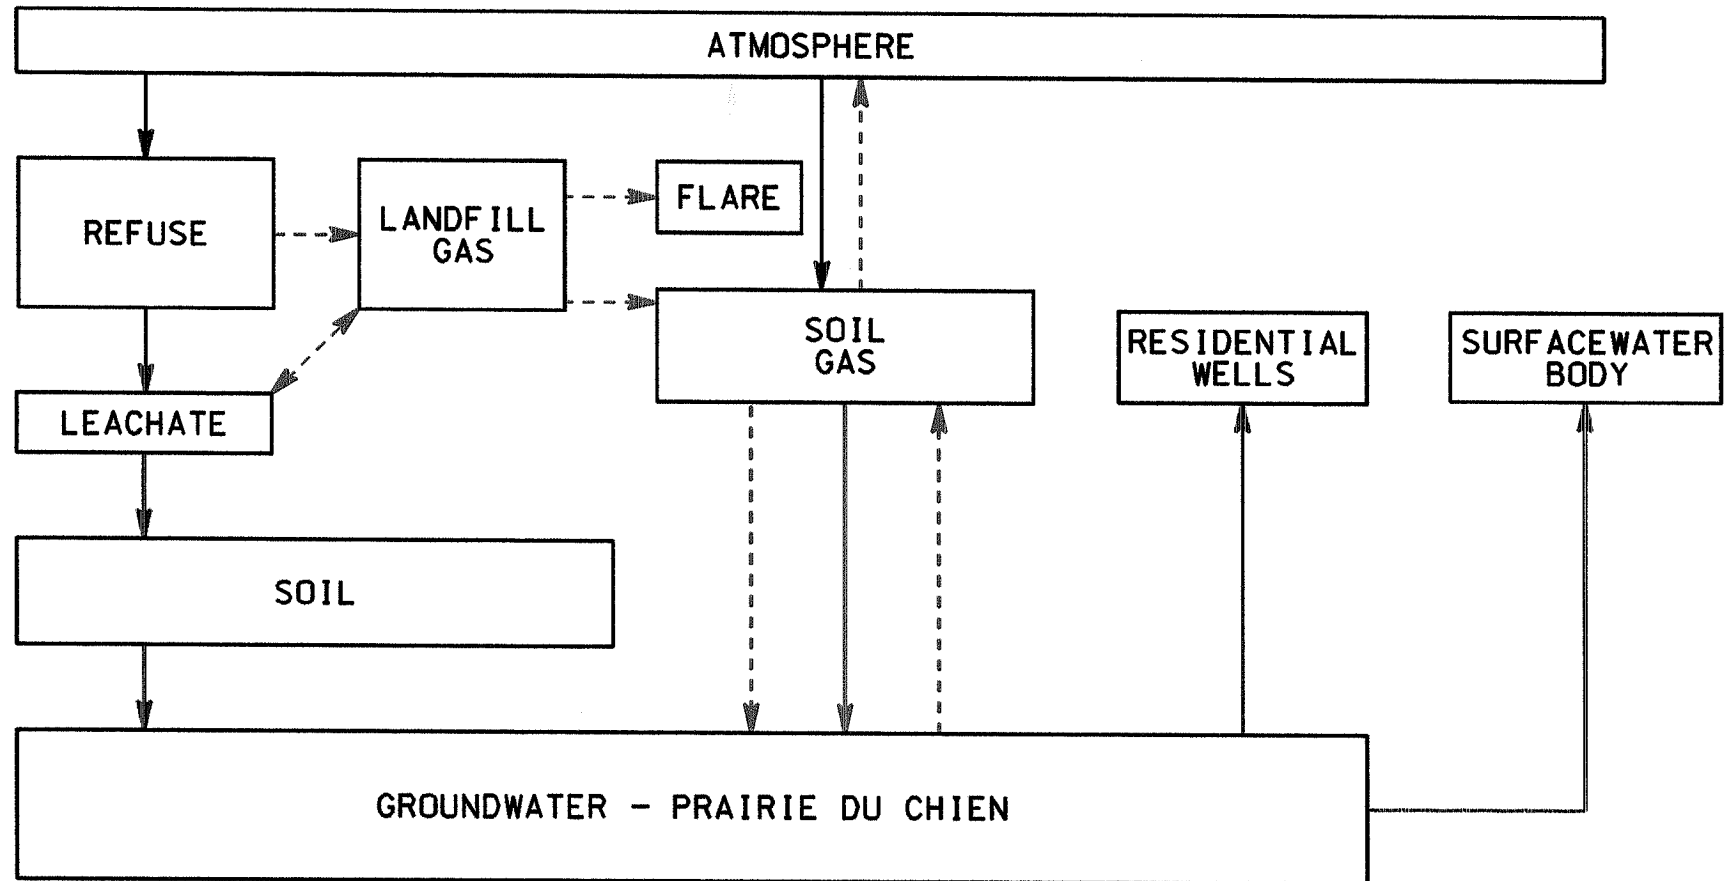 ATMOSPHERE
REFUSE
LANDFILL
GAS
FLARE
SOIL
GAS
RESIDENTIAL
WELLS
SURFACEWATER
BODY
LEACHATE
SOIL
GROUNDWATER – PRAIRIE DU CHIEN